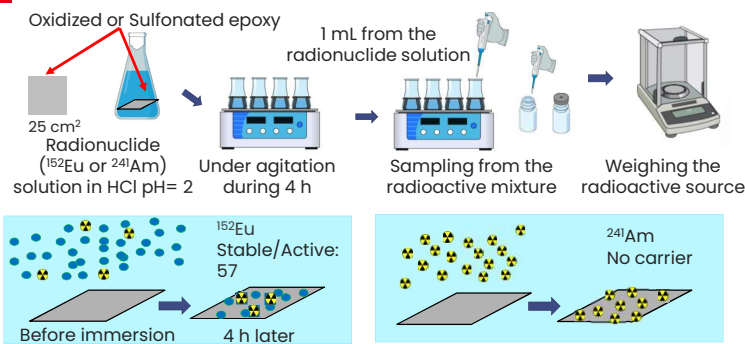 Oxidized or Sulfonated epoxy
25 cm²
Radionuclide
(¹⁵²Eu or ²⁴¹Am)
solution in HCl pH= 2
Under agitation
during 4 h
1 mL from the
radionuclide solution
Sampling from the
radioactive mixture
Weighing the
radioactive source
¹⁵²Eu
Stable/Active:
57
Before immersion
4 h later
²⁴¹Am
No carrier